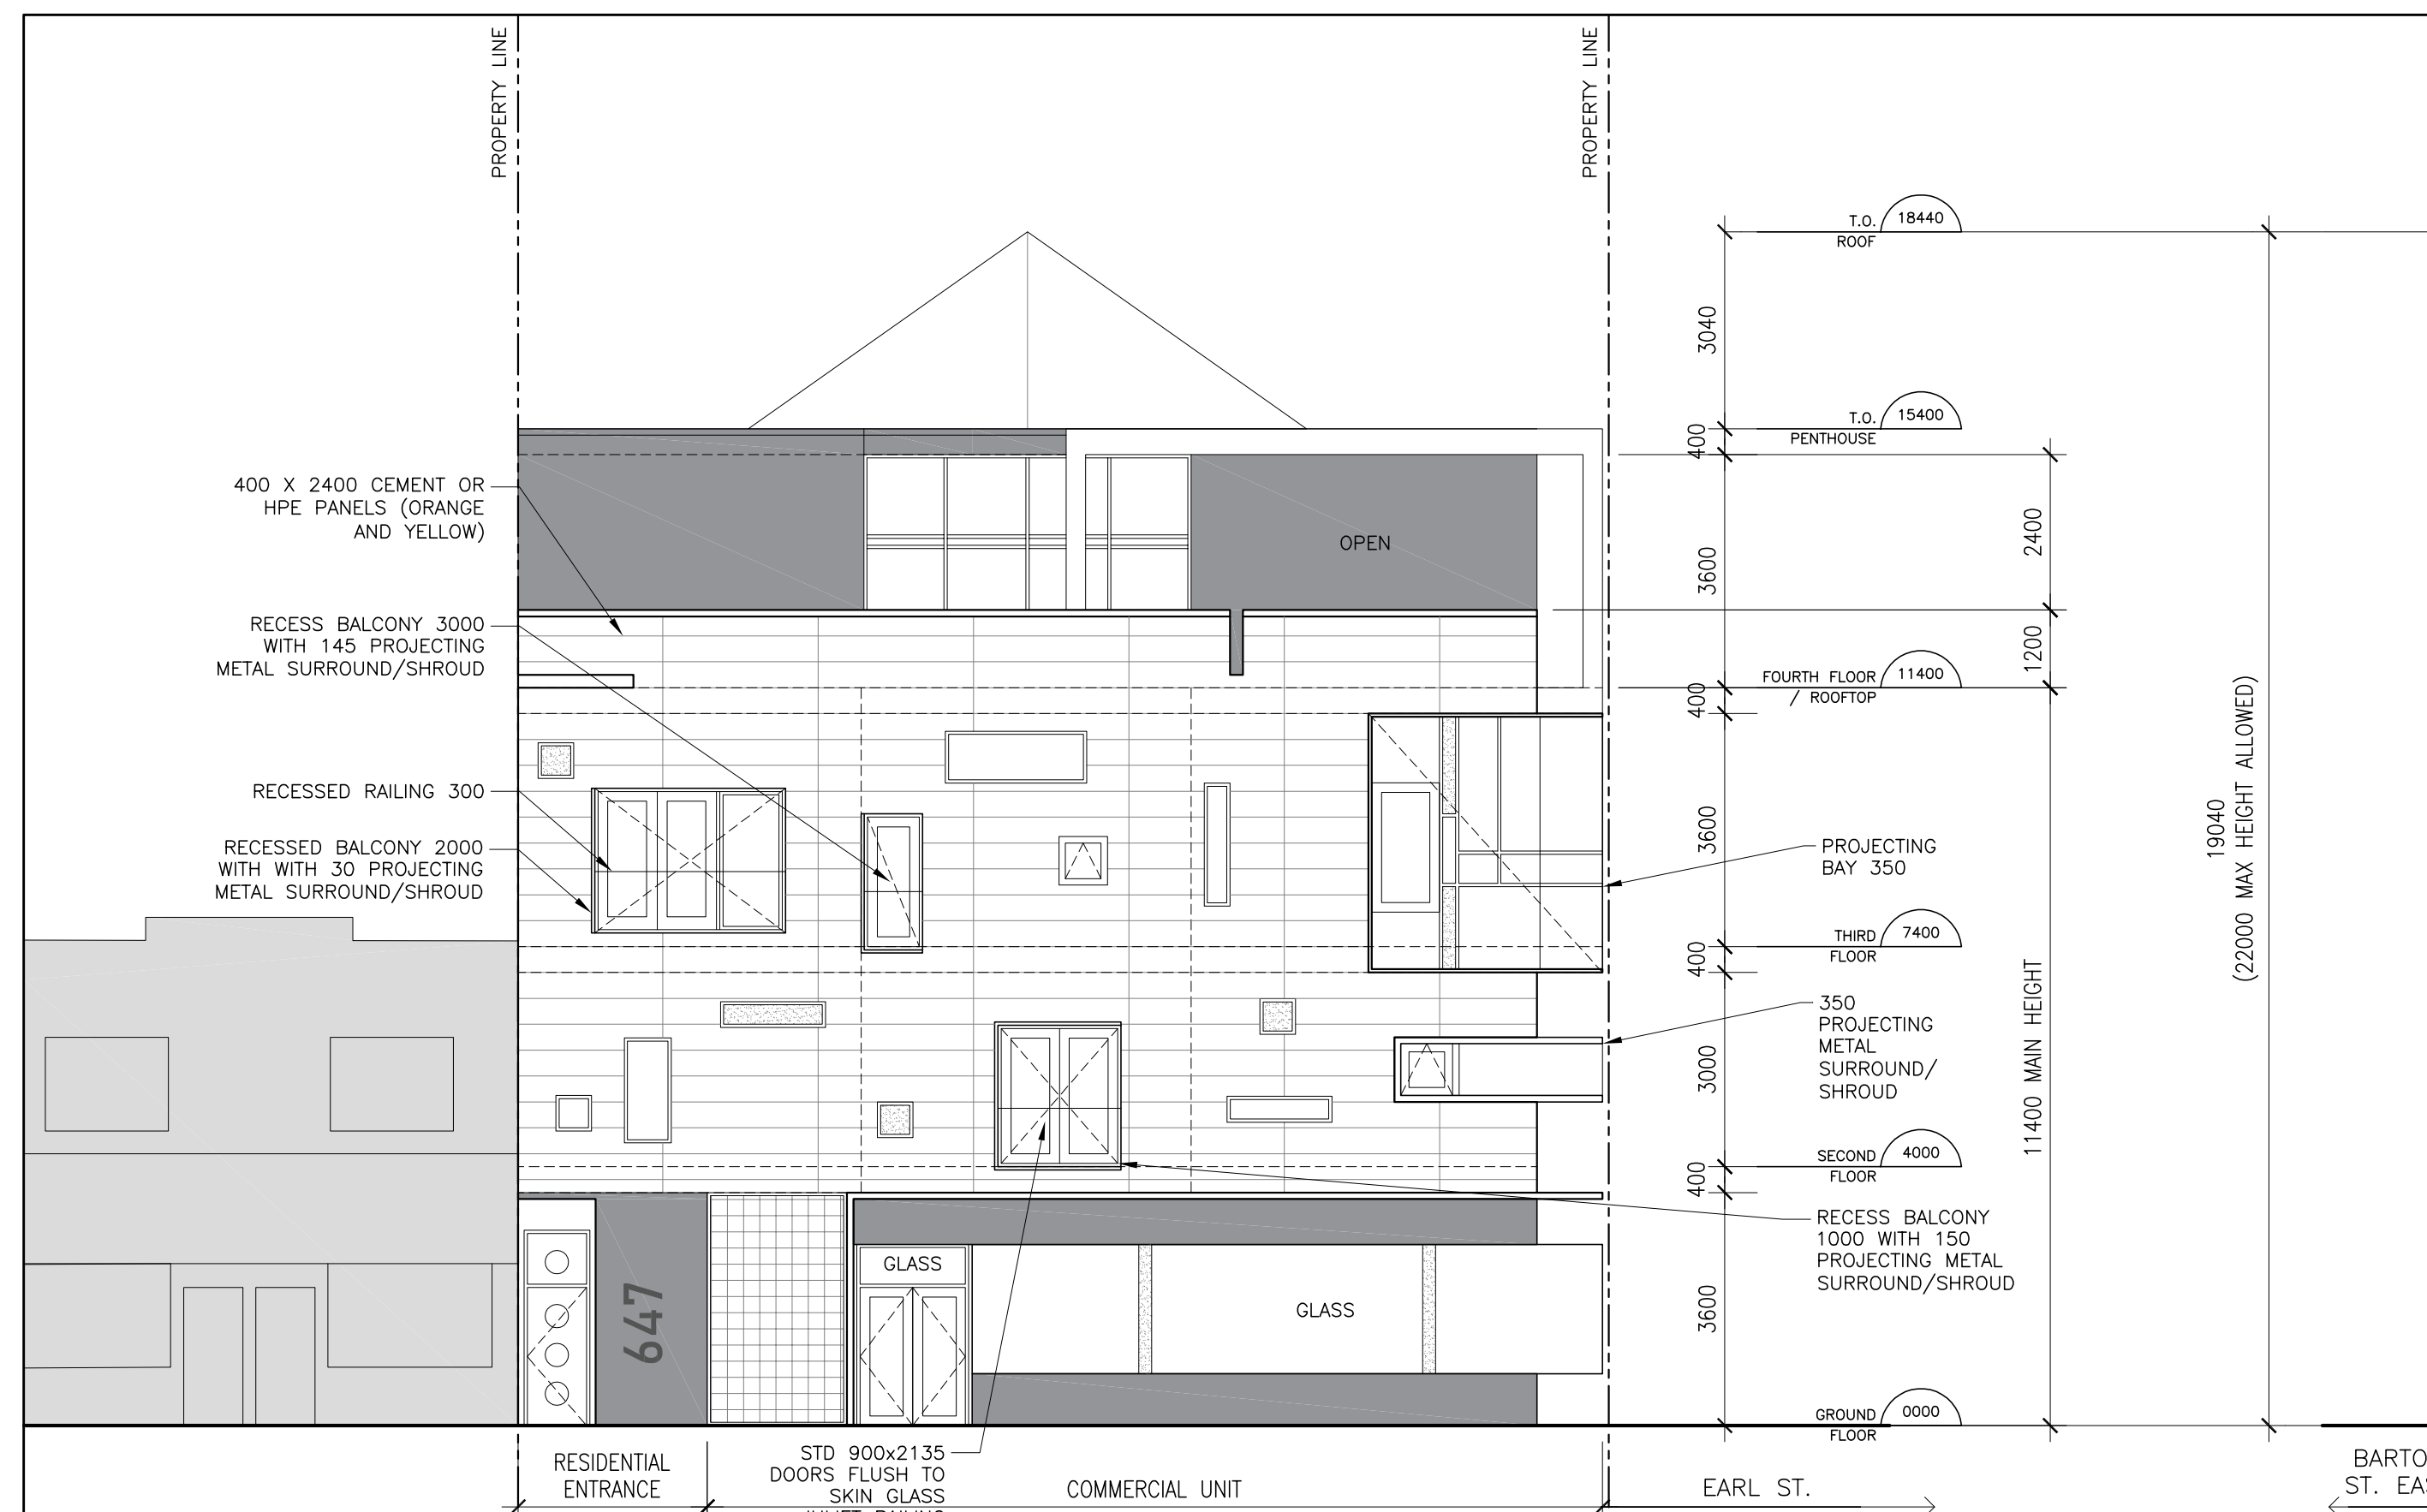 PROPERTY LINE
PROPERTY LINE
T.O.
ROOF
18440
3040
T.O.
PENTHOUSE
15400
400
400 X 2400 CEMENT OR
HPE PANELS (ORANGE
AND YELLOW)
OPEN
3600
2400
RECESS BALCONY 3000
WITH 145 PROJECTING
METAL SURROUND/SHROUD
1200
FOURTH FLOOR
/ ROOFTOP
11400
400
RECESSED RAILING 300
RECESSED BALCONY 2000
WITH WITH 30 PROJECTING
METAL SURROUND/SHROUD
3600
PROJECTING
BAY 350
19040
(22000 MAX HEIGHT ALLOWED)
THIRD
FLOOR
7400
400
11400 MAIN HEIGHT
350
PROJECTING
METAL
SURROUND/
SHROUD
3000
SECOND
FLOOR
4000
400
RECESS BALCONY
1000 WITH 150
PROJECTING METAL
SURROUND/SHROUD
647
GLASS
GLASS
3600
GROUND
FLOOR
0000
RESIDENTIAL
ENTRANCE
STD 900x2135
DOORS FLUSH TO
SKIN GLASS
COMMERCIAL UNIT
EARL ST.
BARTO
ST. EA